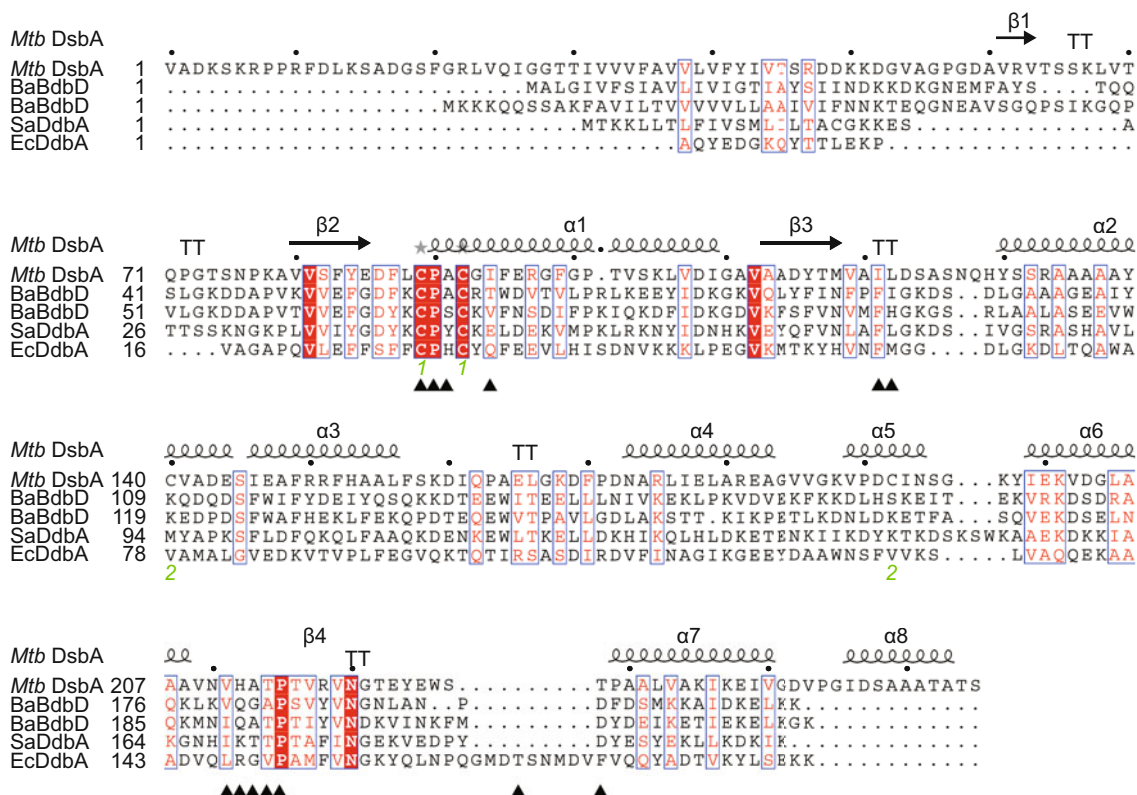 β1 TT
Mtb DsbA
Mtb DsbA 1 VADKSKRPPRFDLKSADGSFGRLVQIGGTTIVVVFAVVLVFYIVTSRDDKKDGVAGPGDAVRVTSSKLVT
BaBdbD 1 ..........................MALGIVFSIAVLIVIGTIAYSIINDKKDKGNEMFAYS....TQQ
BaBdbD 1 ....................MKKKQQSSAKFAVILTVVVVVLLAAIVIFNNKTEQGNEAVSGQPSIKGQP
SaDdbA 1 ..............................MTKKLLTLFIVSMLILTACGKKES...............A
EcDdbA 1 .....................................AQYEDGKQYTTLEKP..................
TT β2 α1 β3 TT α2
Mtb DsbA
Mtb DsbA 71 QPGTSNPKAVVSFYEDFLCPACGIFERGFGP.TVSKLVDIGAVAADYTMVAILDSASNQHYSSRAAAAAY
BaBdbD 41 SLGKDDAPVKVVEFGDFKCPACRTWDVTVLPRLKEEYIDKGKVQLYFINFPFIGKDS..DLGAAAGEAIY
BaBdbD 51 VLGKDDAPVTVVEFGDYKCPSCKVFNSDIFPKIQKDFIDKGDVKFSFVNVMFHGKGS..RLAALASEEVW
SaDdbA 26 TTSSKNGKPLVVIYGDYKCPYCKELDEKVMPKLRKNYIDNHKVEYQFVNLAFLGKDS..IVGSRASHAVL
EcDdbA 16 ....VAGAPQVLEFFSFFCPHCYQFEEVLHISDNVKKKLPEGVKMTKYHVNFMGG....DLGKDLTQAWA
1 1
α3 TT α4 α5 α6
Mtb DsbA
Mtb DsbA 140 CVADESIEAFRRFHAALFSKDIQPAELGKDFPDNARLIELAREAGVVGKVPDCINSG...KYIEKVDGLA
BaBdbD 109 KQDQDSFWIFYDEIYQSQKKDTEEWITEELLLNIVKEKLPKVDVEKFKKDLHSKEIT...EKVRKDSRIA
BaBdbD 119 KEDPDSFWAFHEKLFEKQPDTEQEWVTPAVLGDLAKSTT.KIKPETLKDNLDKETFA...SQVEKDSELN
SaDdbA 94 MYAPKSFLDFQKQLFAAQKDENKEWLTKELLDKHIKQLHLDKETENKIIKDYKTKDSKSWKAAEKDKKIA
EcDdbA 78 VAMALGVEDKVTVPLFEGVQKTQTIRSASDIRDVFINAGIKGEEYDAAWNSFVVKS....LVAQQEKAA
2 2
β4 TT α7 α8
Mtb DsbA
Mtb DsbA 207 AAVNVHATPTVRVNGTEYEWS..........TPAALVAKIKEIVGDVPGIDSAAATATS
BaBdbD 176 QKLKVQGAPSVYVNGNLAN..P.........DFDSMKKAIDKELKK.............
BaBdbD 185 QKMNIQATPTIYVNDKVINKFM.........DYDEIKETIEKELKGK............
SaDdbA 164 KGNHIKTTPTAFINGEKVEDPY.........DYESYEKLLKDKIK..............
EcDdbA 143 ADVQLRGVPAMFVNGKYQLNPQGMDTSNMDVFVQQYADTVKYLSEKK............